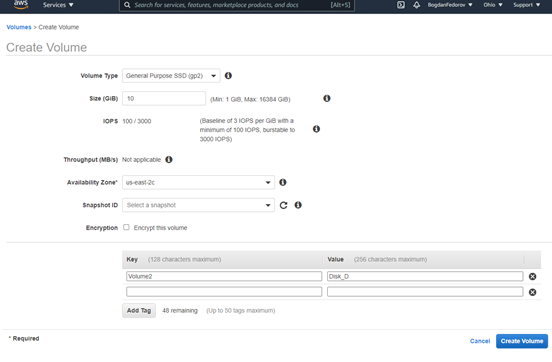 aws Services Search for services, features, marketplace products, and docs [Alt+S] BogdanFedorov Ohio Support
Volumes > Create Volume
Create Volume
Volume Type General Purpose SSD (gp2)
Size (GiB) 10 (Min: 1 GiB, Max: 16384 GiB)
IOPS 100 / 3000 (Baseline of 3 IOPS per GiB with a
minimum of 100 IOPS, burstable to
3000 IOPS)
Throughput (MB/s) Not applicable
Availability Zone* us-east-2c
Snapshot ID Select a snapshot
Encryption Encrypt this volume
Key (128 characters maximum) Value (256 characters maximum)
Volume2 Disk_D
Add Tag 48 remaining (Up to 50 tags maximum)
* Required Cancel Create Volume